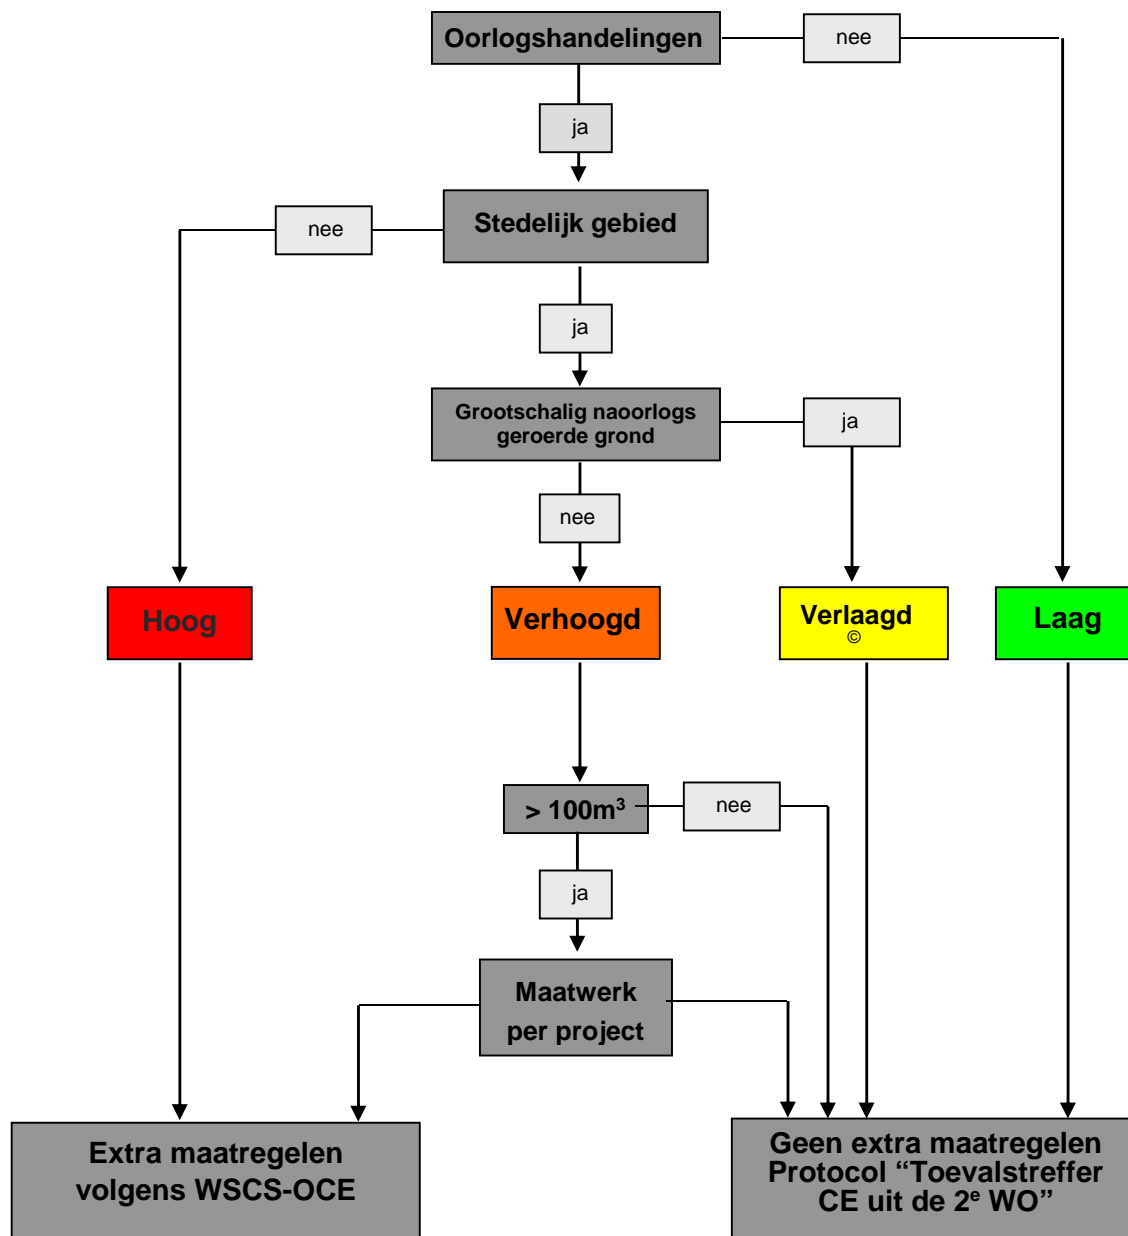 Oorlogshandelingen
nee
ja
Stedelijk gebied
nee
ja
Grootschalig naoorlogs
geroerde grond
ja
nee
Hoog
Verhoogd
Verlaagd
©
Laag
> 100m³
nee
ja
Maatwerk
per project
Extra maatregelen
volgens WSCS-OCE
Geen extra maatregelen
Protocol “Toevalstreffer
CE uit de 2ᵉ WO”